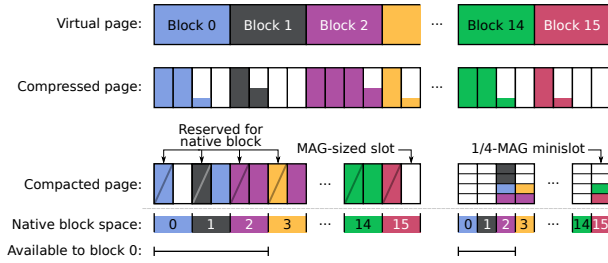 Virtual page: Block 0 Block 1 Block 2 ... Block 14 Block 15
Compressed page: ...
Reserved for
native block
MAG-sized slot
1/4-MAG minislot
Compacted page: ... ...
Native block space: 0 1 2 3 ... 14 15 0 1 2 3 ... 14 15
Available to block 0: